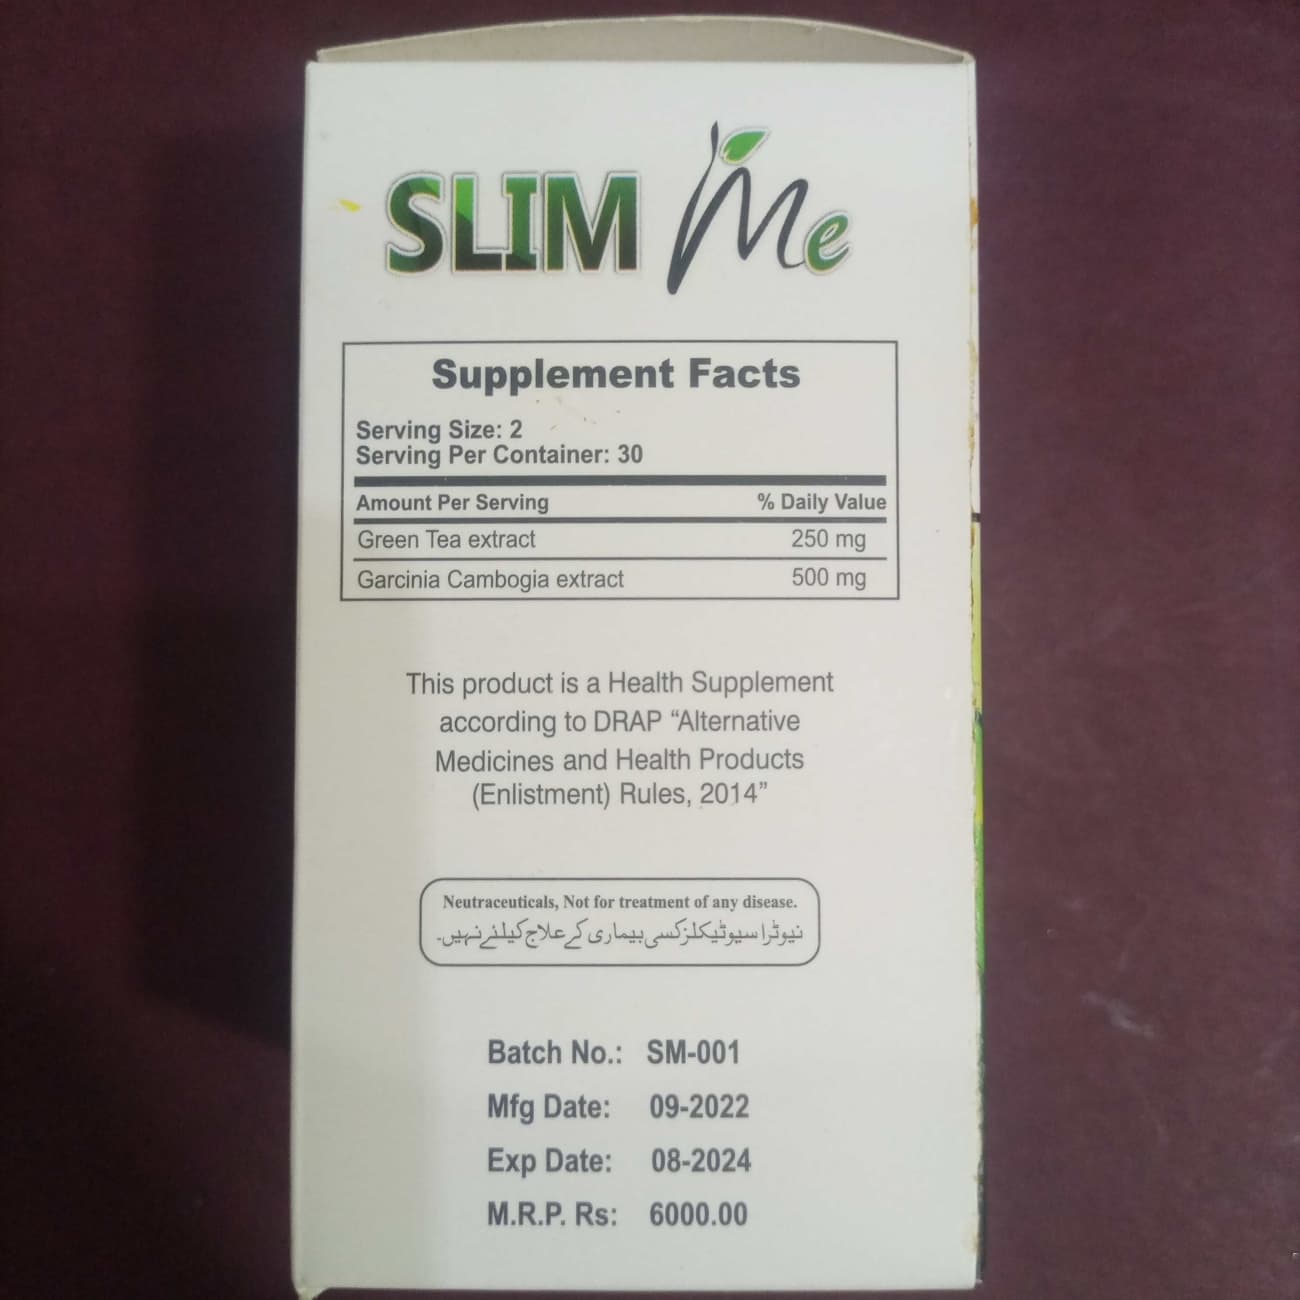 SLIM Me
Supplement Facts
Serving Size: 2
Serving Per Container: 30
Amount Per Serving % Daily Value
Green Tea extract 250 mg
Garcinia Cambogia extract 500 mg
This product is a Health Supplement
according to DRAP “Alternative
Medicines and Health Products
(Enlistment) Rules, 2014”
Neutraceuticals, Not for treatment of any disease.
نیوٹرا سیوٹیکلز کسی بیماری کے علاج کیلئے نہیں۔
Batch No.: SM-001
Mfg Date: 09-2022
Exp Date: 08-2024
M.R.P. Rs: 6000.00